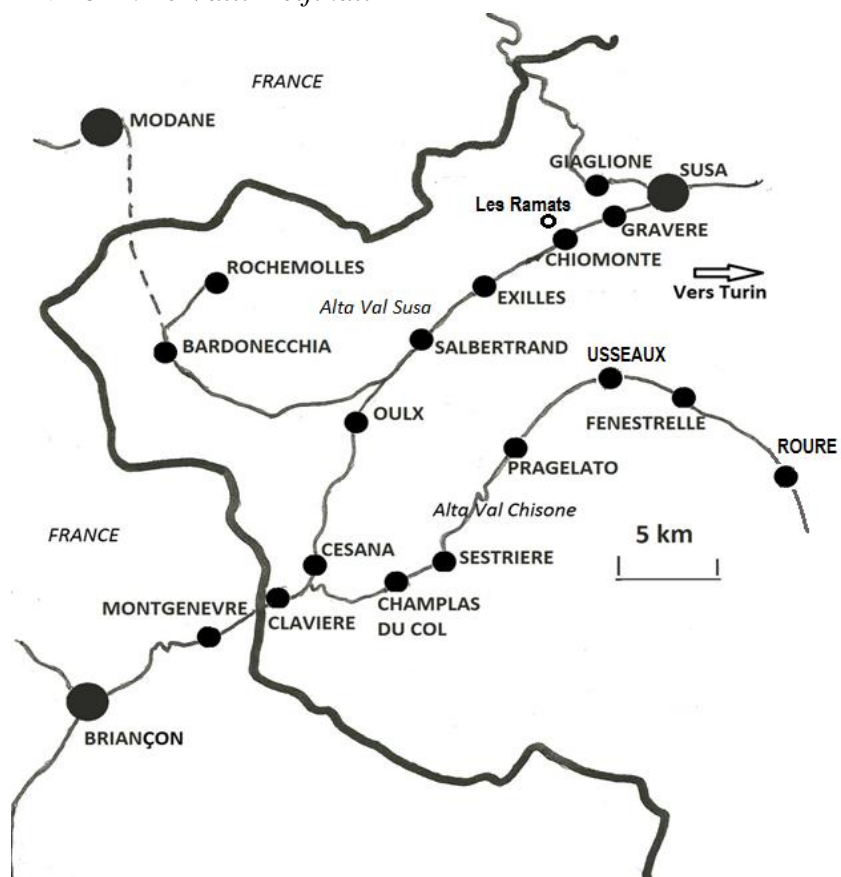 FRANCE
MODANE
GIAGLIONE
SUSA
Les Ramats
GRAVERE
CHIOMONTE
ROCHEMOLLES
Vers Turin
EXILLES
Alta Val Susa
BARDONECCHIA
SALBERTRAND
USSEAUX
OULX
FENESTRELLE
ROURE
PRAGELATO
Alta Val Chisone
FRANCE
5 km
CESANA
SESTRIERE
MONTGENEVRE
CLAVIERE
CHAMPLAS
DU COL
BRIANÇON